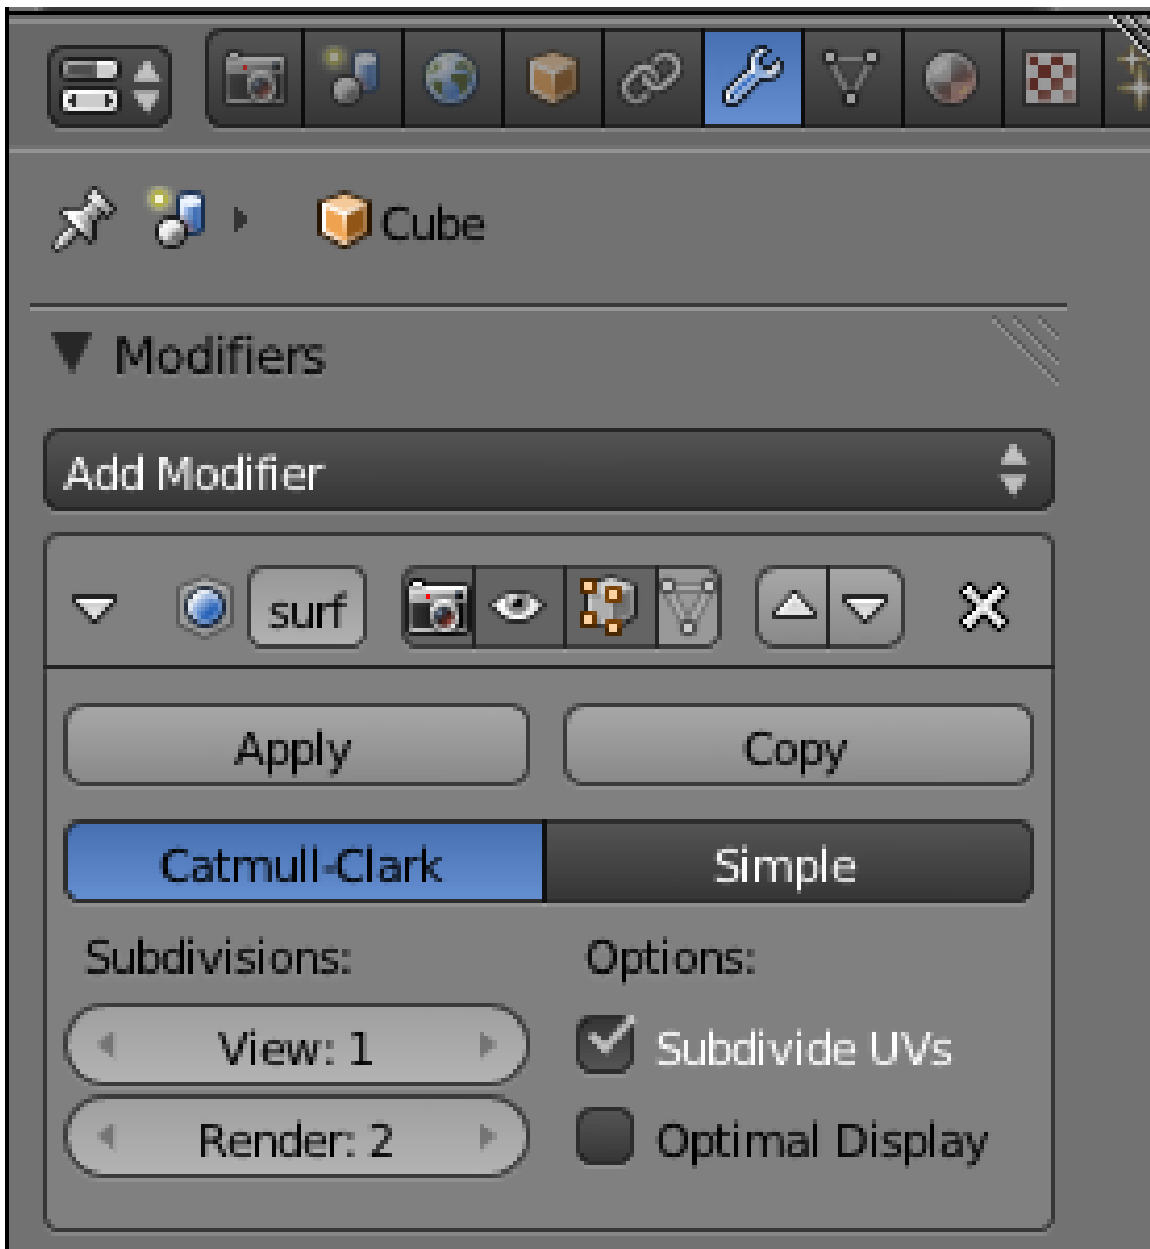 Cube
Modifiers
Add Modifier
surf
Apply Copy
Catmull-Clark Simple
Subdivisions: Options:
View: 1 Subdivide UVs
Render: 2 Optimal Display